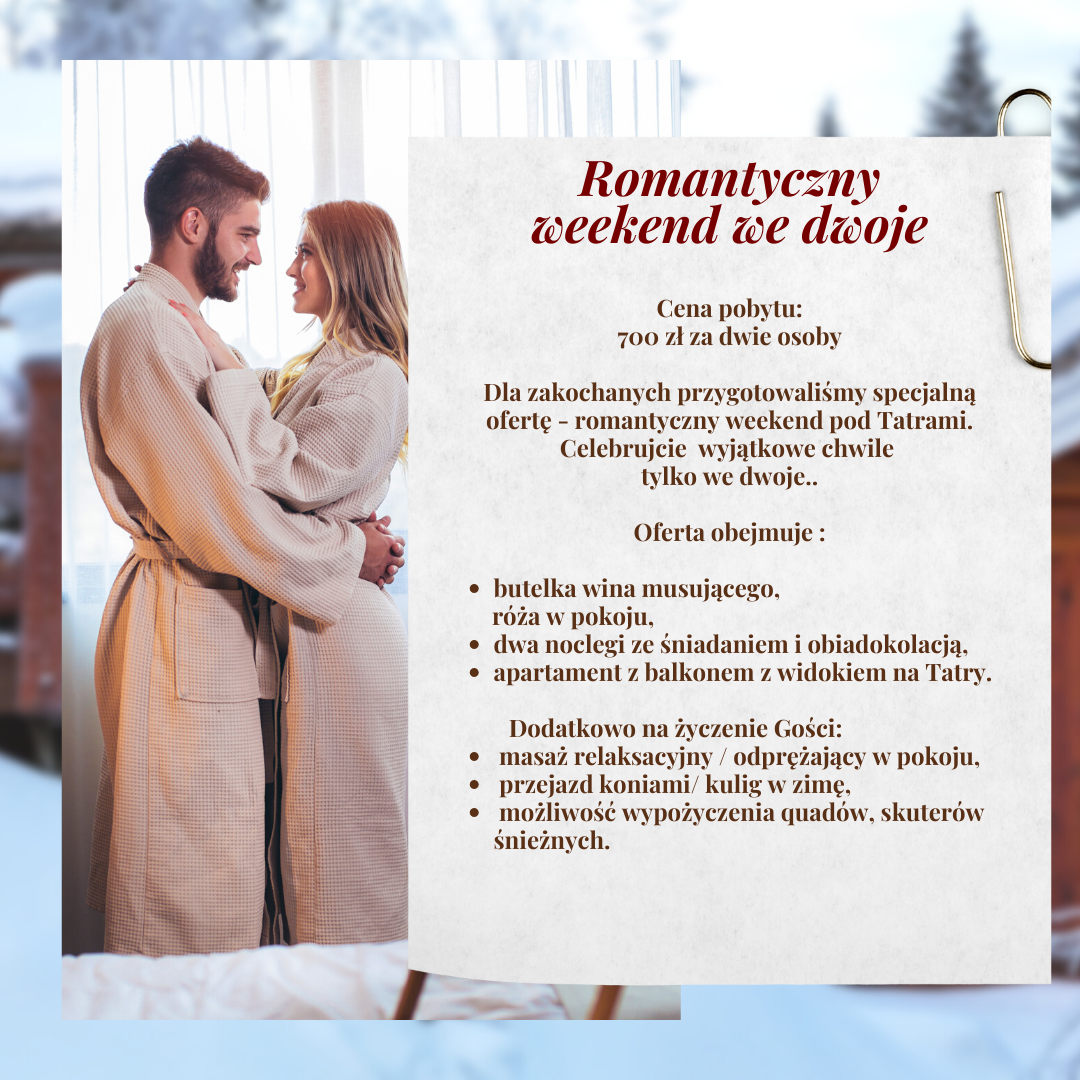 Romantyczny
weekend we dwoje
Cena pobytu:
700 zł za dwie osoby
Dla zakochanych przygotowaliśmy specjalną
ofertę - romantyczny weekend pod Tatrami.
Celebrujcie  wyjątkowe chwile
tylko we dwoje..
Oferta obejmuje :
• butelka wina musującego,
róża w pokoju,
• dwa noclegi ze śniadaniem i obiadokolacją,
• apartament z balkonem z widokiem na Tatry.
Dodatkowo na życzenie Gości:
• masaż relaksacyjny / odprężający w pokoju,
• przejazd koniami/ kulig w zimę,
• możliwość wypożyczenia quadów, skuterów
śnieżnych.